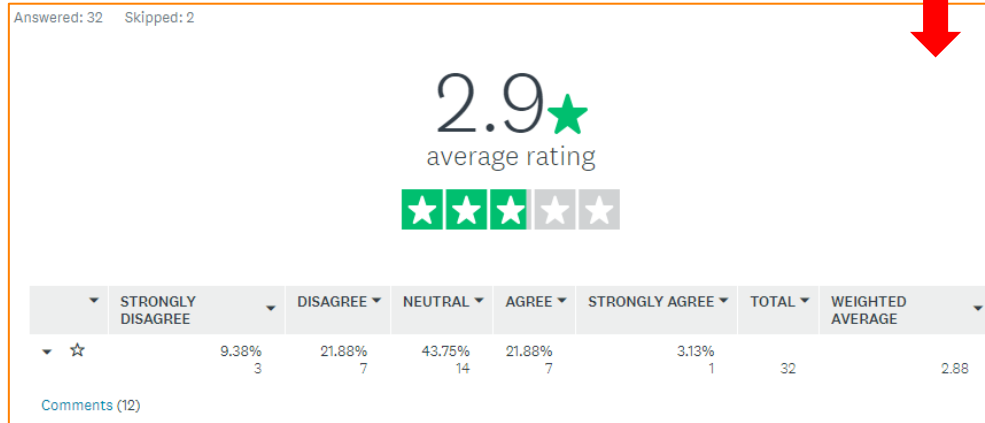 Answered: 32 Skipped: 2
2.9
average rating
STRONGLY DISAGREE NEUTRAL AGREE STRONGLY AGREE TOTAL WEIGHTED
DISAGREE AVERAGE
9.38% 21.88% 43.75% 21.88% 3.13%
3 7 14 7 1 32 2.88
Comments (12)